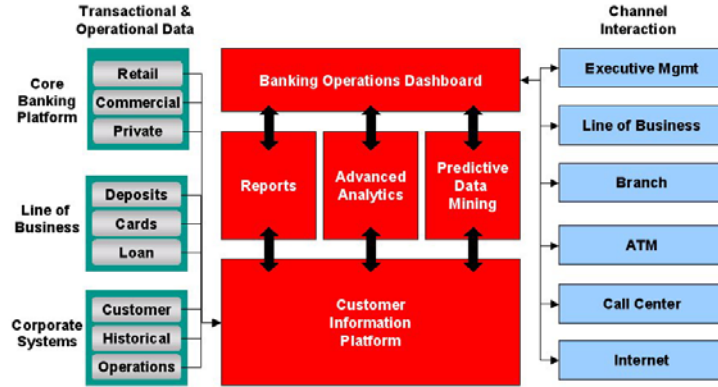 Transactional &
Operational Data
Channel
Interaction
Core
Banking
Platform
Retail
Commercial
Private
Line of
Business
Deposits
Cards
Loan
Corporate
Systems
Customer
Historical
Operations
Banking Operations Dashboard
Reports
Advanced
Analytics
Predictive
Data
Mining
Customer
Information
Platform
Executive Mgmt
Line of Business
Branch
ATM
Call Center
Internet